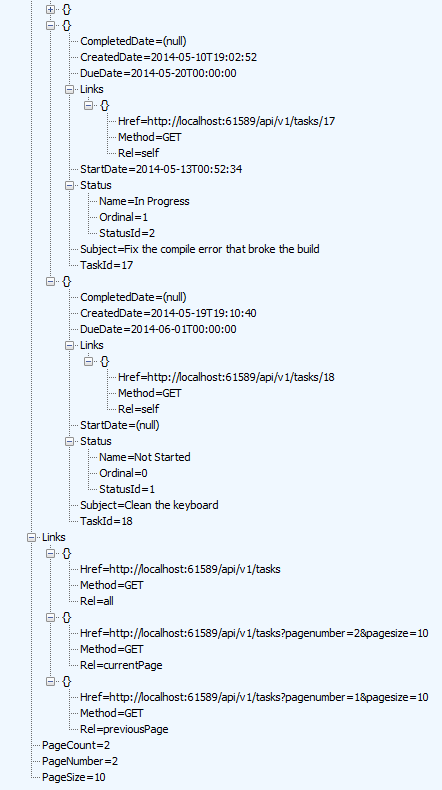 {}
{}
CompletedDate=(null)
CreatedDate=2014-05-10T19:02:52
DueDate=2014-05-20T00:00:00
Links
{}
Href=http://localhost:61589/api/v1/tasks/17
Method=GET
Rel=self
StartDate=2014-05-13T00:52:34
Status
Name=In Progress
Ordinal=1
StatusId=2
Subject=Fix the compile error that broke the build
TaskId=17
{}
CompletedDate=(null)
CreatedDate=2014-05-19T19:10:40
DueDate=2014-06-01T00:00:00
Links
{}
Href=http://localhost:61589/api/v1/tasks/18
Method=GET
Rel=self
StartDate=(null)
Status
Name=Not Started
Ordinal=0
StatusId=1
Subject=Clean the keyboard
TaskId=18
Links
{}
Href=http://localhost:61589/api/v1/tasks
Method=GET
Rel=all
{}
Href=http://localhost:61589/api/v1/tasks?pagenumber=2&pagesize=10
Method=GET
Rel=currentPage
{}
Href=http://localhost:61589/api/v1/tasks?pagenumber=1&pagesize=10
Method=GET
Rel=previousPage
PageCount=2
PageNumber=2
PageSize=10